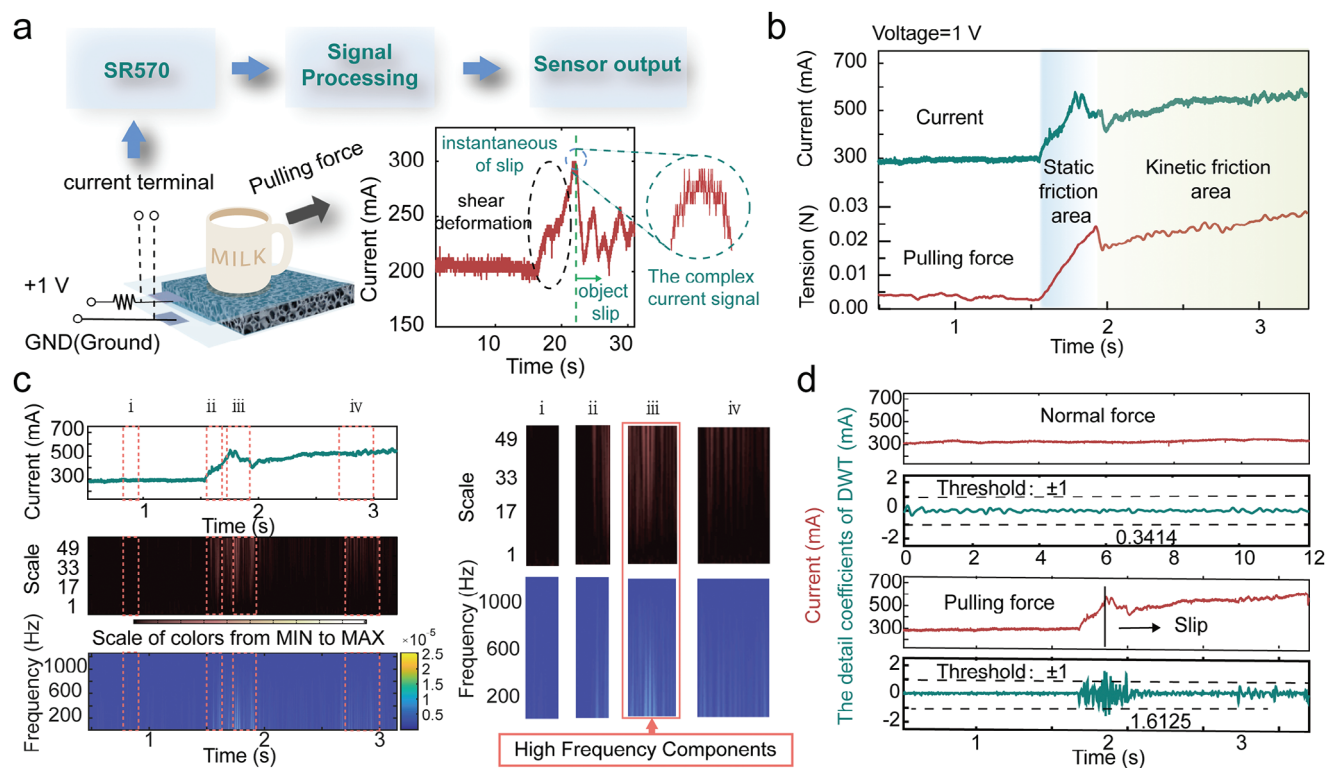 a
SR570
Signal
Processing
Sensor output
current terminal
Pulling force
MILK
+1 V
GND(Ground)
Current (mA)
300
250
200
150
instantaneous
of slip
shear
deformation
object
slip
The complex
current signal
10
20
30
Time (s)
b
Voltage=1 V
Current (mA)
700
500
300
Current
Static
friction
area
Kinetic friction
area
Tension (N)
0.03
0.02
0.01
0.00
Pulling force
1
2
3
Time (s)
c
i
ii
iii
iv
Current (mA)
700
500
300
1
2
3
Time (s)
Scale
49
33
17
1
Scale of colors from MIN to MAX
Frequency (Hz)
1000
600
200
×10-5
2.5
2.0
1.5
1.0
0.5
1
2
3
Time (s)
i
ii
iii
iv
Scale
49
33
17
1
Frequency (Hz)
1000
600
200
High Frequency Components
d
Current (mA)
The detail coefficients of DWT (mA)
700
500
300
Normal force
2
0
-2
Threshold: ±1
0.3414
0
2
4
6
8
10
12
700
500
300
Pulling force
Slip
2
0
-2
Threshold: ±1
1.6125
1
2
3
Time (s)